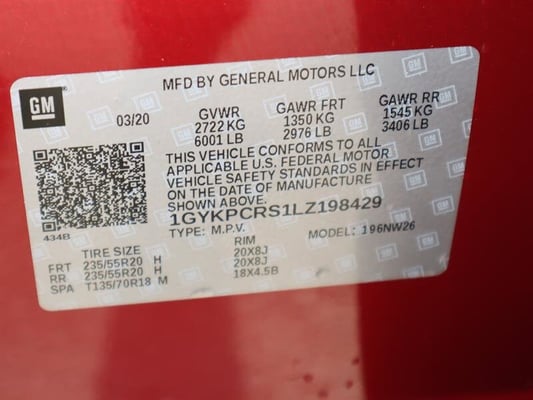 MFD BY GENERAL MOTORS LLC
GM
03/20
GVWR GAWR FRT GAWR RR
2722 KG 1350 KG 1545 KG
6001 LB 2976 LB 3406 LB
THIS VEHICLE CONFORMS TO ALL
APPLICABLE U.S. FEDERAL MOTOR
VEHICLE SAFETY STANDARDS IN EFFECT
ON THE DATE OF MANUFACTURE
SHOWN ABOVE.
1GYKPCRS1LZ198429
434B
TYPE: M.P.V. MODEL: 196NW26
TIRE SIZE RIM
FRT 235/55R20 H 20X8J
RR 235/55R20 H 20X8J
SPA T135/70R18 M 18X4.5B